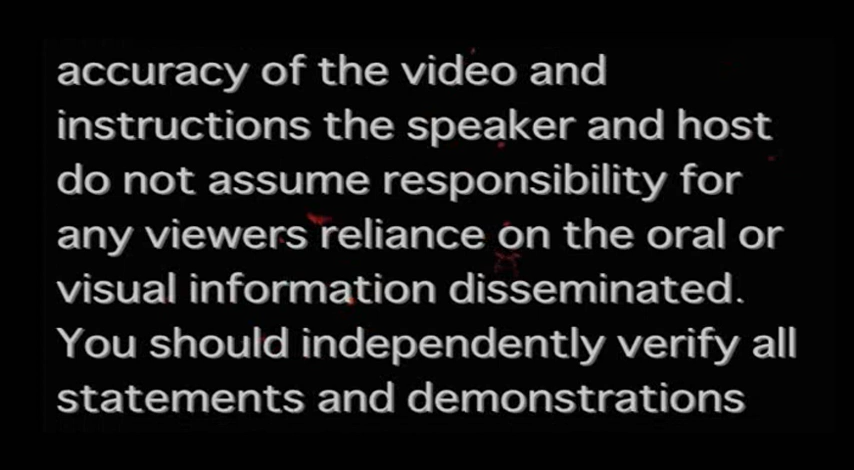 accuracy of the video and
instructions the speaker and host
do not assume responsibility for
any viewers reliance on the oral or
visual information disseminated.
You should independently verify all
statements and demonstrations